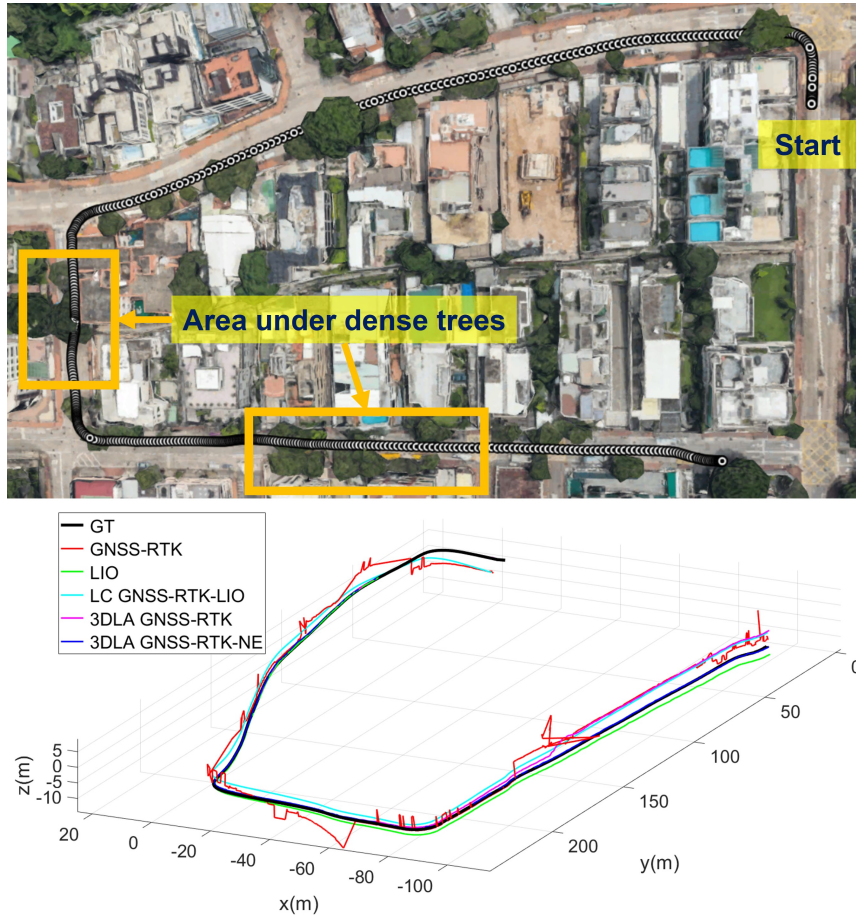 Start
Area under dense trees
GT
GNSS-RTK
LIO
LC GNSS-RTK-LIO
3DLA GNSS-RTK
3DLA GNSS-RTK-NE
0
50
100
150
200
y(m)
5
0
-5
-10
z(m)
20
0
-20
-40
-60
-80
-100
x(m)